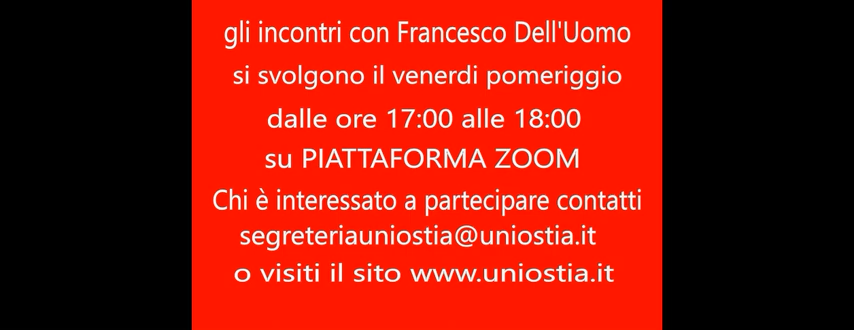 gli incontri con Francesco Dell'Uomo
si svolgono il venerdi pomeriggio
dalle ore 17:00 alle 18:00
su PIATTAFORMA ZOOM
Chi è interessato a partecipare contatti
segreteriauniostia@uniostia.it
o visiti il sito www.uniostia.it